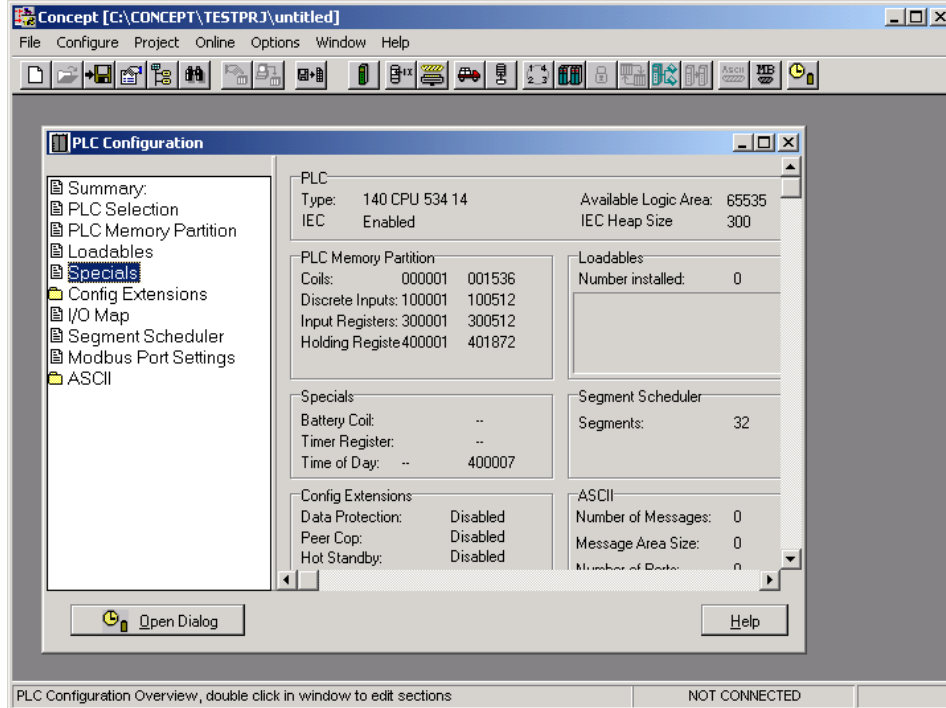 Concept [C:\CONCEPT\TESTPRJ\untitled]
File Configure Project Online Options Window Help
PLC Configuration
Summary:
PLC Selection
PLC Memory Partition
Loadables
Specials
Config Extensions
I/O Map
Segment Scheduler
Modbus Port Settings
ASCII
PLC
Type: 140 CPU 534 14 Available Logic Area: 65535
IEC Enabled IEC Heap Size 300
PLC Memory Partition
Coils: 000001 001536
Discrete Inputs: 100001 100512
Input Registers: 300001 300512
Holding Registe 400001 401872
Loadables
Number installed: 0
Specials
Battery Coil: --
Timer Register: --
Time of Day: -- 400007
Segment Scheduler
Segments: 32
Config Extensions
Data Protection: Disabled
Peer Cop: Disabled
Hot Standby: Disabled
ASCII
Number of Messages: 0
Message Area Size: 0
Number of Ports: 0
Open Dialog
Help
PLC Configuration Overview, double click in window to edit sections
NOT CONNECTED